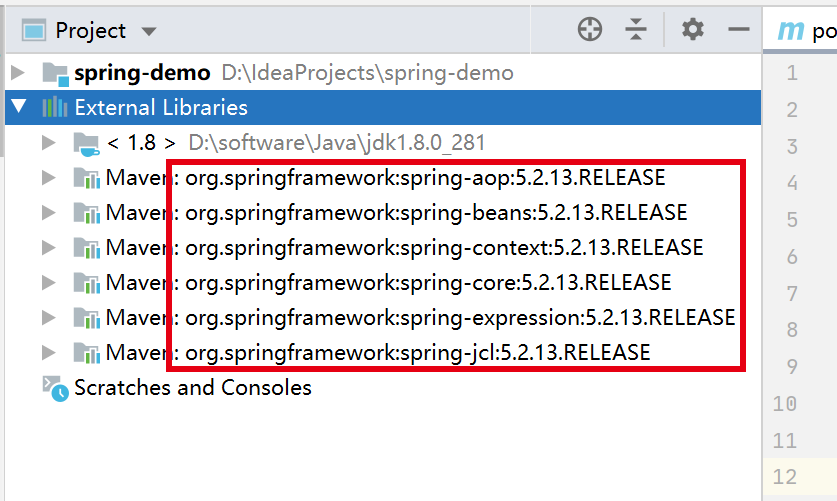 Project
m po
spring-demo D:\IdeaProjects\spring-demo
External Libraries
< 1.8 > D:\software\Java\jdk1.8.0_281
Maven: org.springframework:spring-aop:5.2.13.RELEASE
Maven: org.springframework:spring-beans:5.2.13.RELEASE
Maven: org.springframework:spring-context:5.2.13.RELEASE
Maven: org.springframework:spring-core:5.2.13.RELEASE
Maven: org.springframework:spring-expression:5.2.13.RELEASE
Maven: org.springframework:spring-jcl:5.2.13.RELEASE
Scratches and Consoles
1
2
3
4
5
6
7
8
9
10
11
12